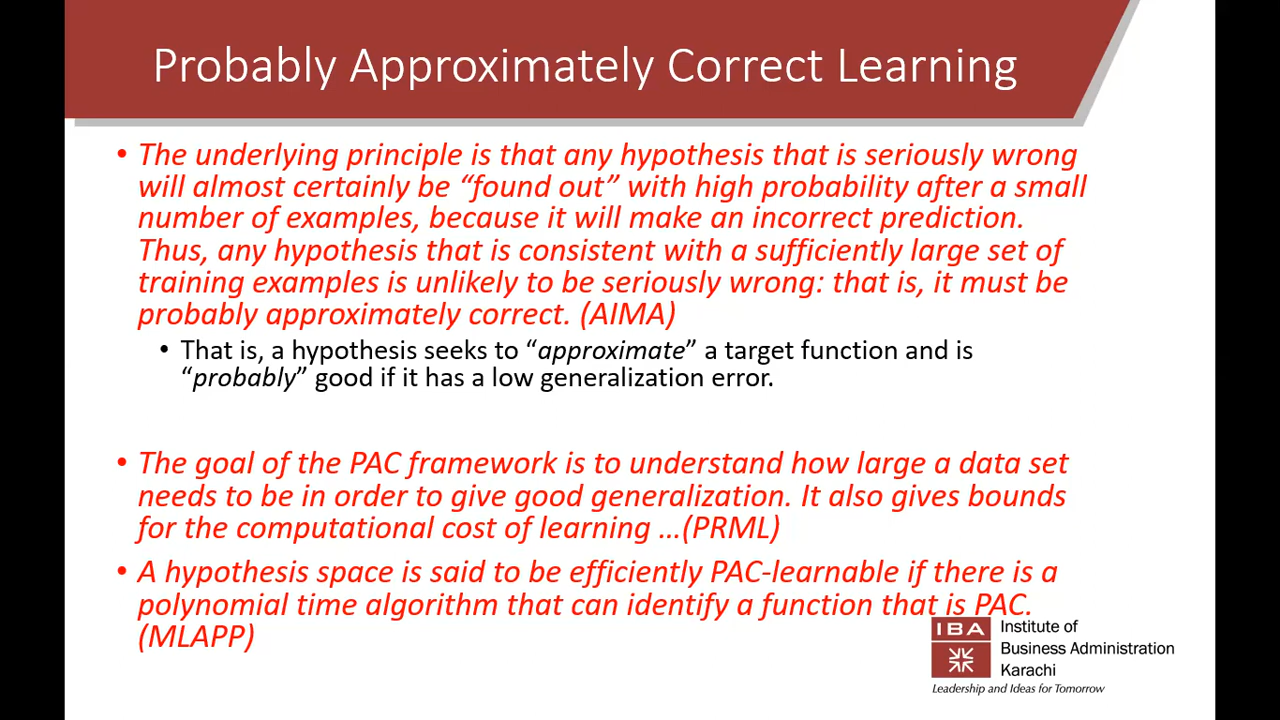 Probably Approximately Correct Learning
• The underlying principle is that any hypothesis that is seriously wrong
will almost certainly be “found out” with high probability after a small
number of examples, because it will make an incorrect prediction.
Thus, any hypothesis that is consistent with a sufficiently large set of
training examples is unlikely to be seriously wrong: that is, it must be
probably approximately correct. (AIMA)
• That is, a hypothesis seeks to “approximate” a target function and is
“probably” good if it has a low generalization error.
• The goal of the PAC framework is to understand how large a data set
needs to be in order to give good generalization. It also gives bounds
for the computational cost of learning …(PRML)
• A hypothesis space is said to be efficiently PAC-learnable if there is a
polynomial time algorithm that can identify a function that is PAC.
(MLAPP)
IBA
Institute of
Business Administration
Karachi
Leadership and Ideas for Tomorrow